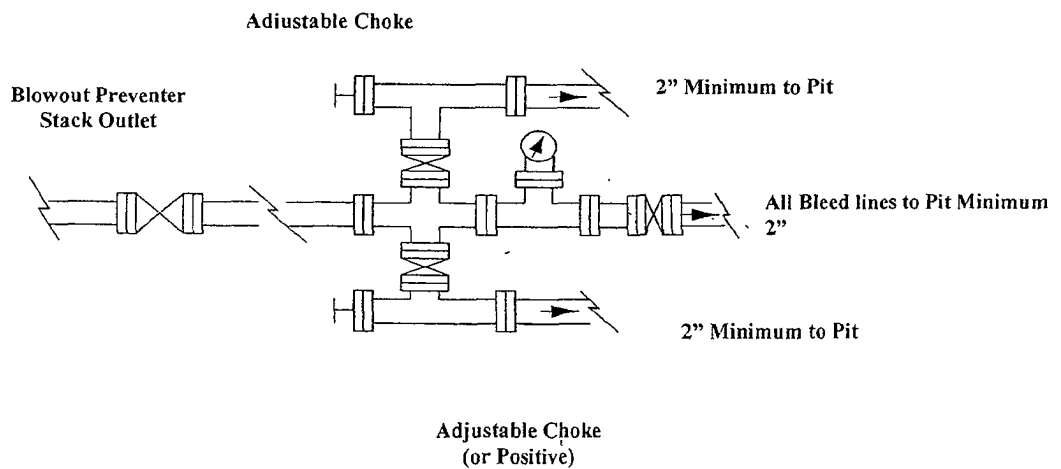 Adjustable Choke
Blowout Preventer
Stack Outlet
2" Minimum to Pit
All Bleed lines to Pit Minimum
2"
2" Minimum to Pit
Adjustable Choke
(or Positive)